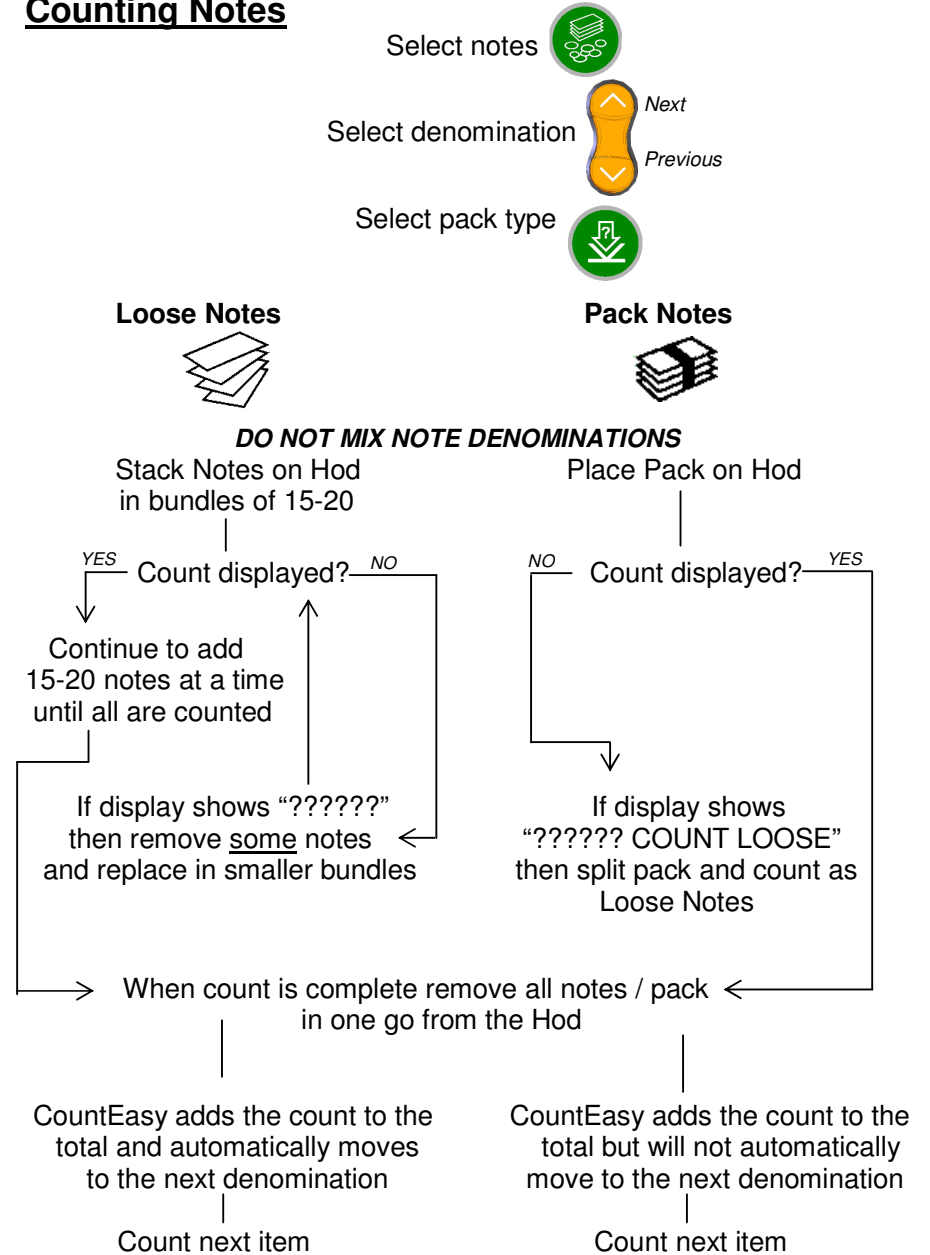 Counting Notes
Select notes
Next
Select denomination
Previous
Select pack type
?
Loose Notes
Pack Notes
DO NOT MIX NOTE DENOMINATIONS
Stack Notes on Hod
in bundles of 15-20
Place Pack on Hod
YES
Count displayed?
NO
NO
Count displayed?
YES
Continue to add
15-20 notes at a time
until all are counted
If display shows “??????”
then remove some notes
and replace in smaller bundles
If display shows
“?????? COUNT LOOSE”
then split pack and count as
Loose Notes
When count is complete remove all notes / pack
in one go from the Hod
CountEasy adds the count to the
total and automatically moves
to the next denomination
Count next item
CountEasy adds the count to the
total but will not automatically
move to the next denomination
Count next item